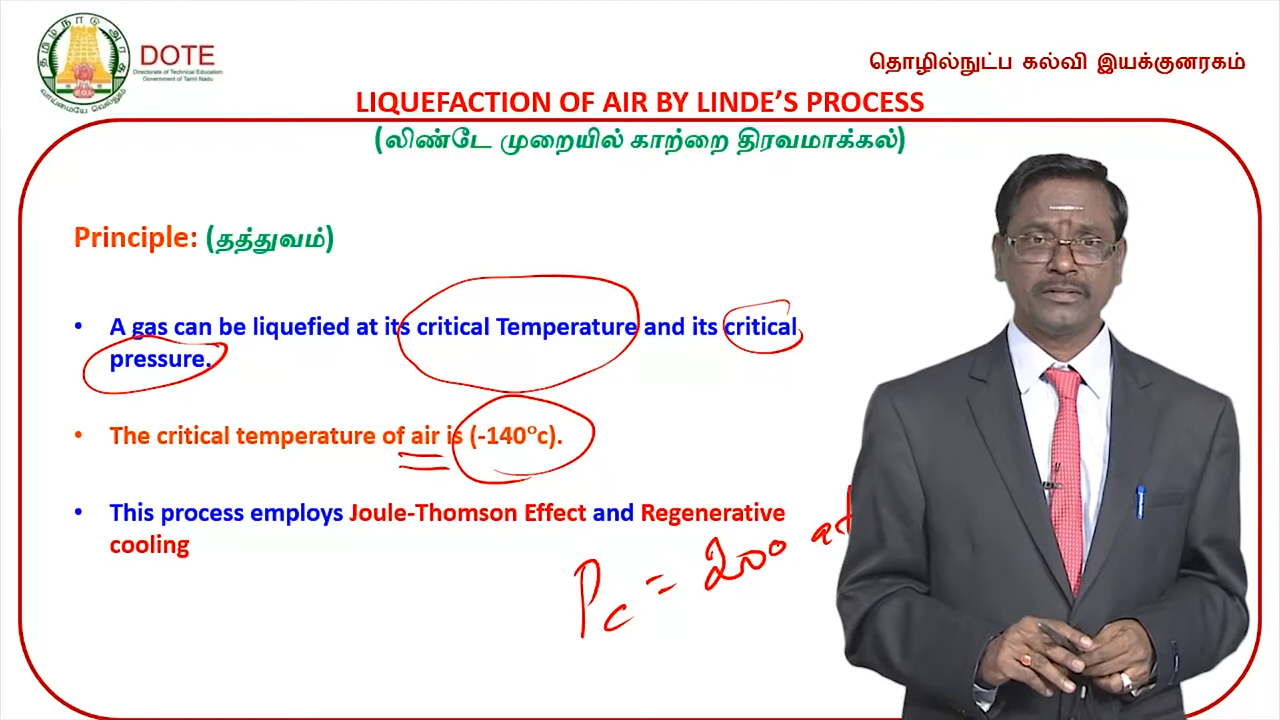 தமிழ்நாடு அரசு
வாய்மையே வெல்லும்
DOTE
Directorate of Technical Education
Government of Tamil Nadu
தொழில்நுட்ப கல்வி இயக்குனரகம்
LIQUEFACTION OF AIR BY LINDE’S PROCESS
(லிண்டே முறையில் காற்றை திரவமாக்கல்)
Principle: (தத்துவம்)
• A gas can be liquefied at its critical Temperature and its critical
pressure.
• The critical temperature of air is (-140°c).
• This process employs Joule-Thomson Effect and Regenerative
cooling
Pc = 200